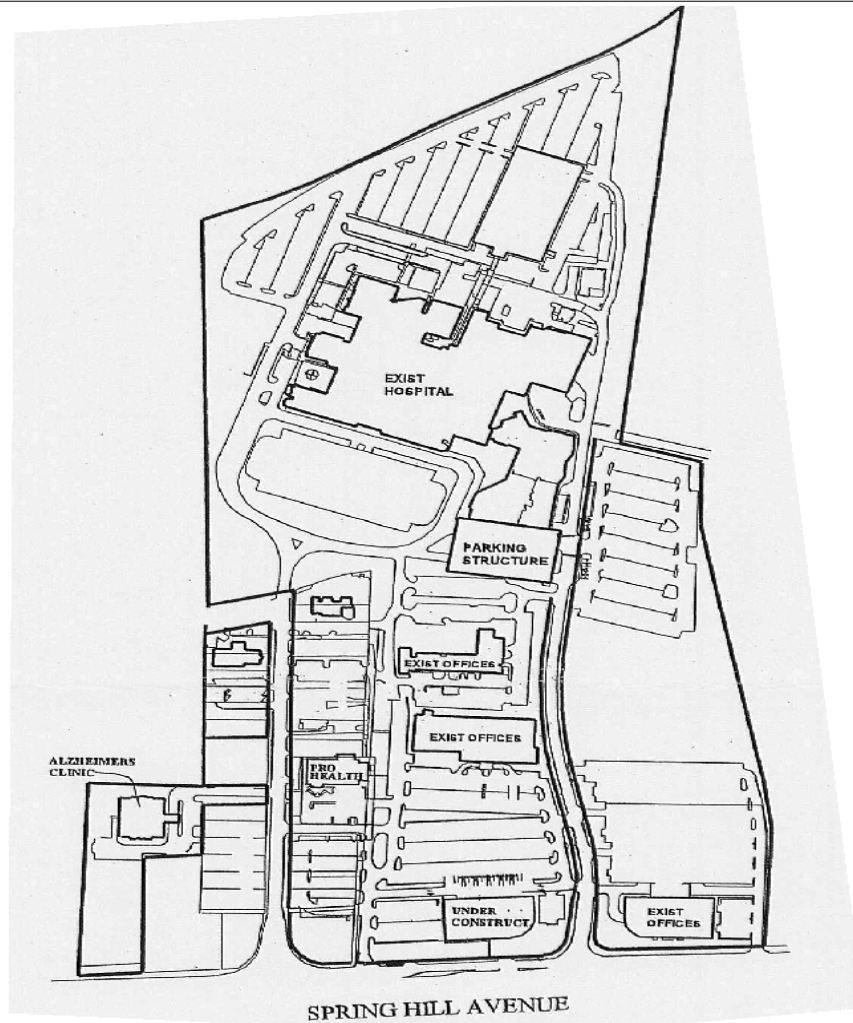 EXIST
HOSPITAL
PARKING
STRUCTURE
EXIST OFFICES
EXIST OFFICES
ALZHEIMERS
CLINIC
PRO
HEALTH
UNDER
CONSTRUCT.
EXIST
OFFICES
SPRING HILL AVENUE